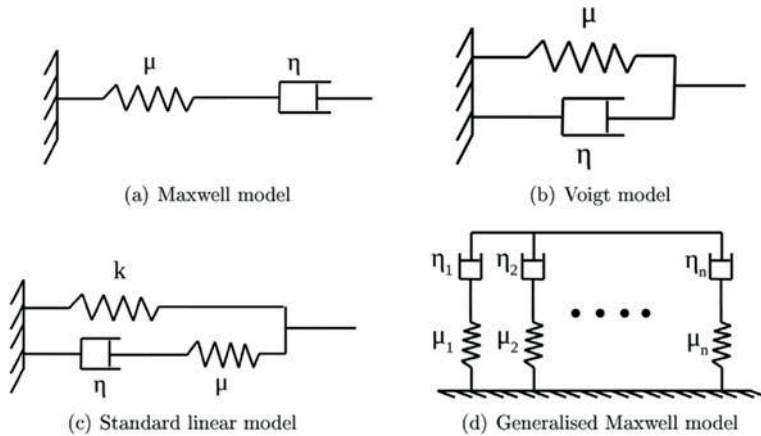 μ
η
(a) Maxwell model
μ
η
(b) Voigt model
k
η
μ
(c) Standard linear model
η1 η2 ηn
μ1 μ2 μn
(d) Generalised Maxwell model